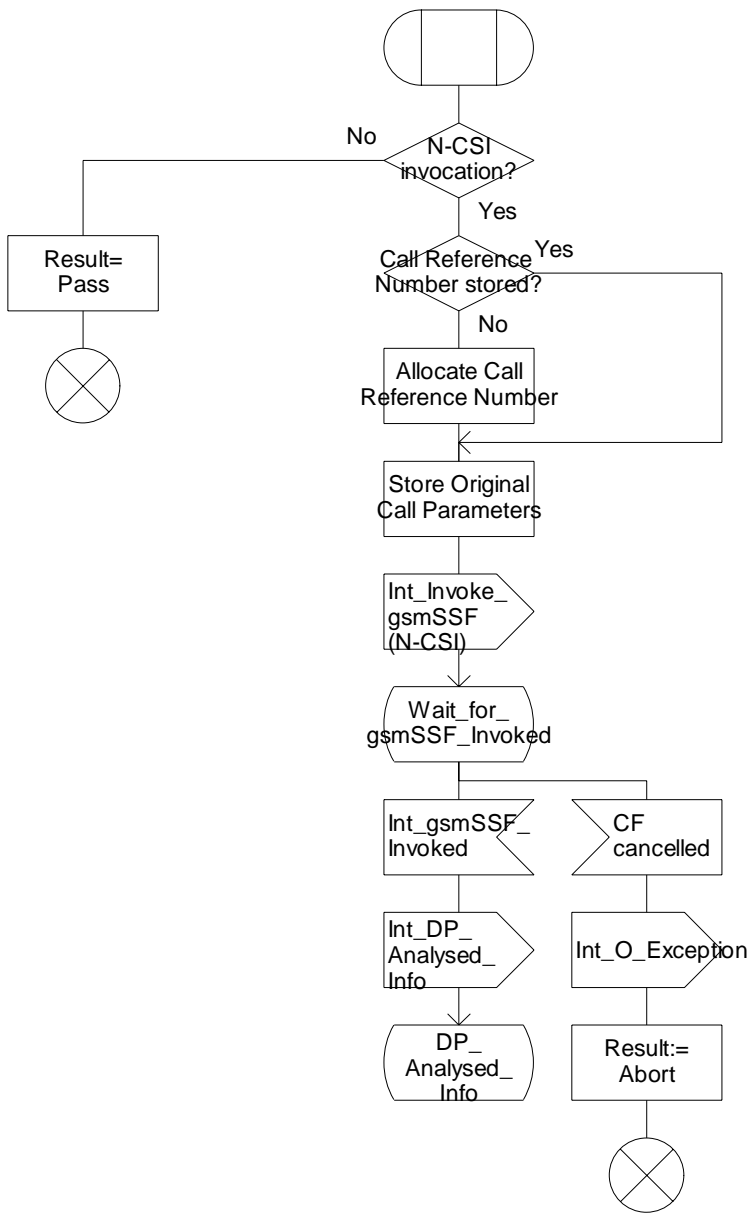 No
N-CSI
invocation?
Yes
Result=
Pass
Call Reference
Number stored?
Yes
No
Allocate Call
Reference Number
Store Original
Call Parameters
Int_Invoke_
gsmSSF
(N-CSI)
Wait_for_
gsmSSF_Invoked
Int_gsmSSF_
Invoked
CF
cancelled
Int_DP_
Analysed_
Info
Int_O_Exception
DP_
Analysed_
Info
Result:=
Abort